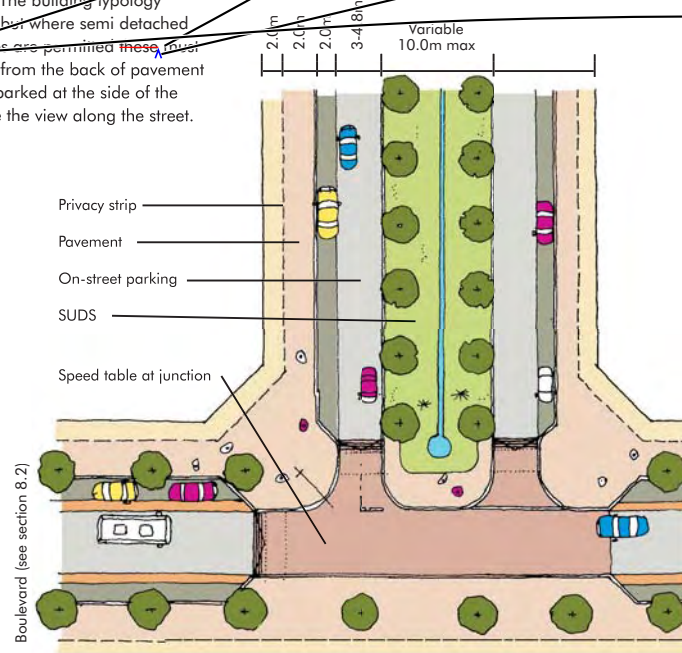 The building typology
but where semi detached
are permitted these must
from the back of pavement
parked at the side of the
the view along the street.
2.0m
2.0m
2.0m
3-4.8m
Variable
10.0m max
Privacy strip
Pavement
On-street parking
SUDS
Speed table at junction
Boulevard (see section 8.2)